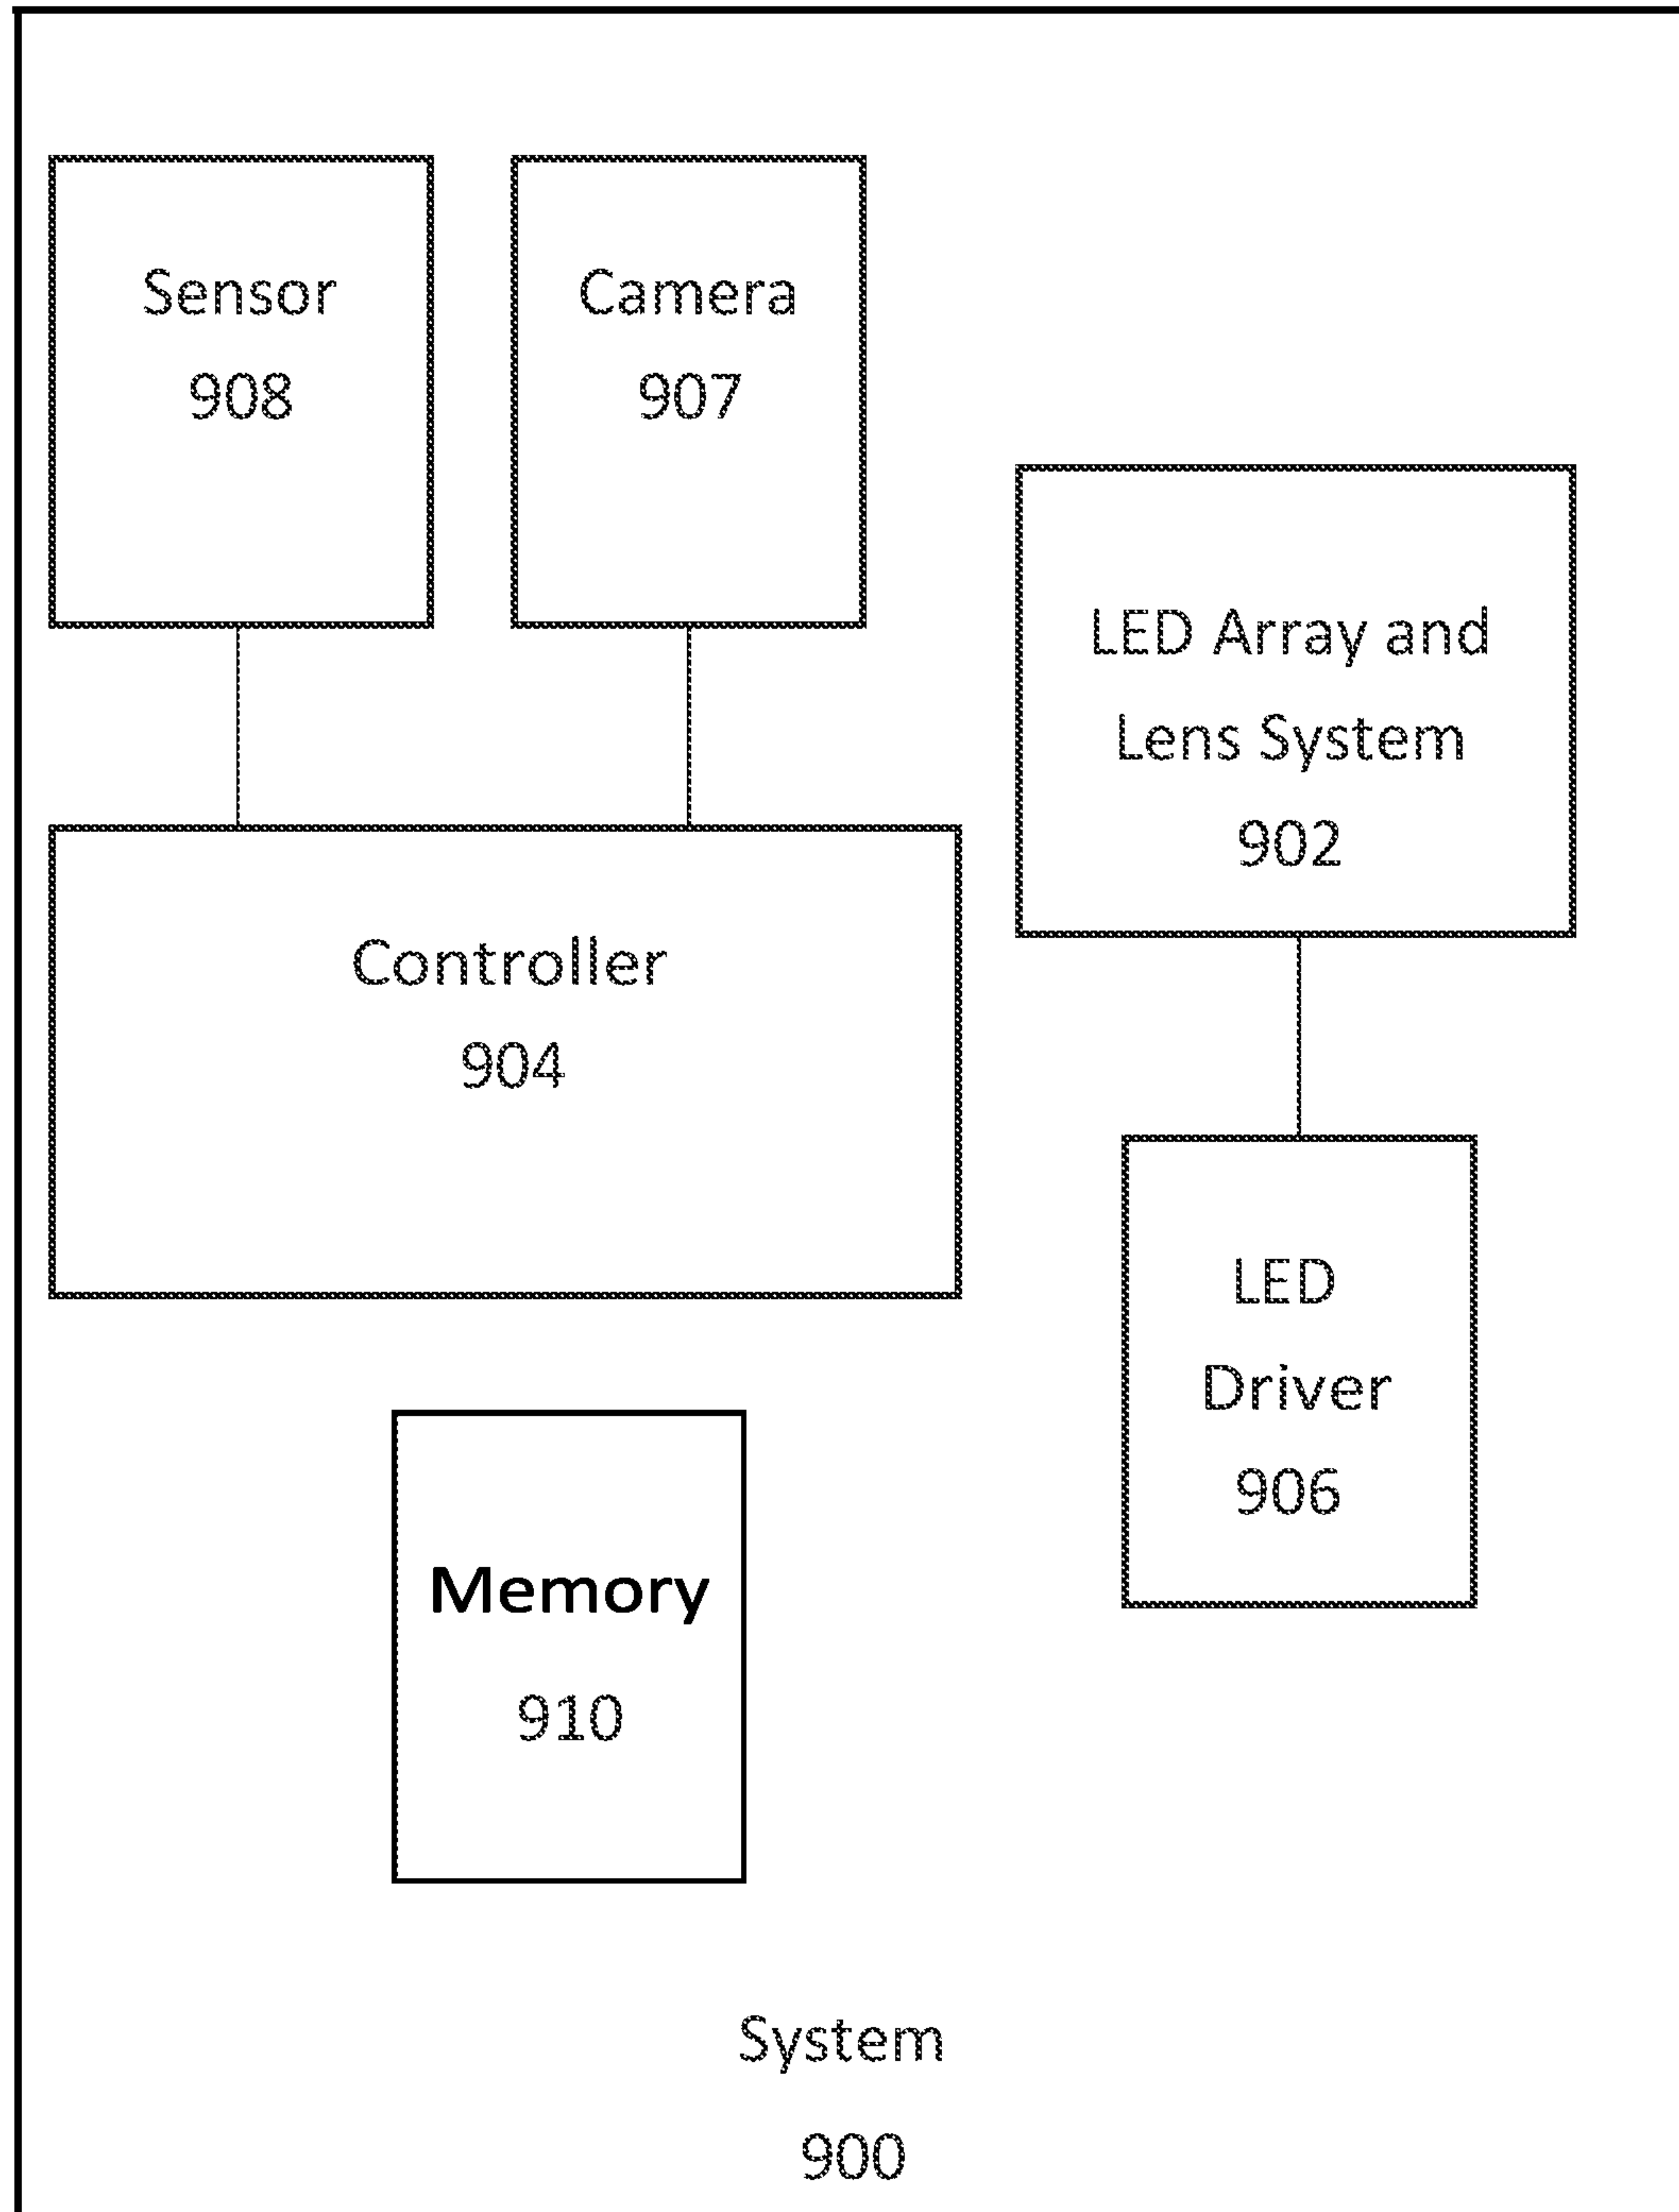 Sensor
908
Camera
907
LED Array and
Lens System
902
Controller
904
LED
Driver
906
Memory
910
System
900